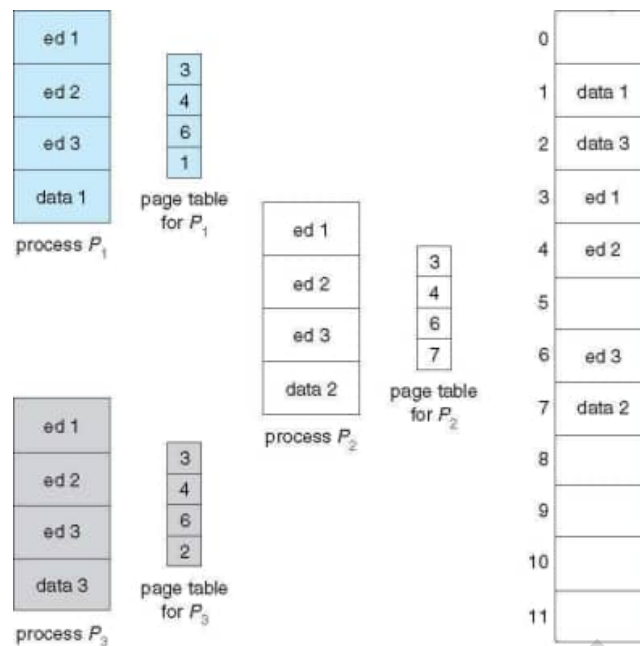 ed 1
ed 2
ed 3
data 1
process P1
3
4
6
1
page table
for P1
ed 1
ed 2
ed 3
data 2
process P2
3
4
6
7
page table
for P2
ed 1
ed 2
ed 3
data 3
process P3
3
4
6
2
page table
for P3
0
1 data 1
2 data 3
3 ed 1
4 ed 2
5
6 ed 3
7 data 2
8
9
10
11